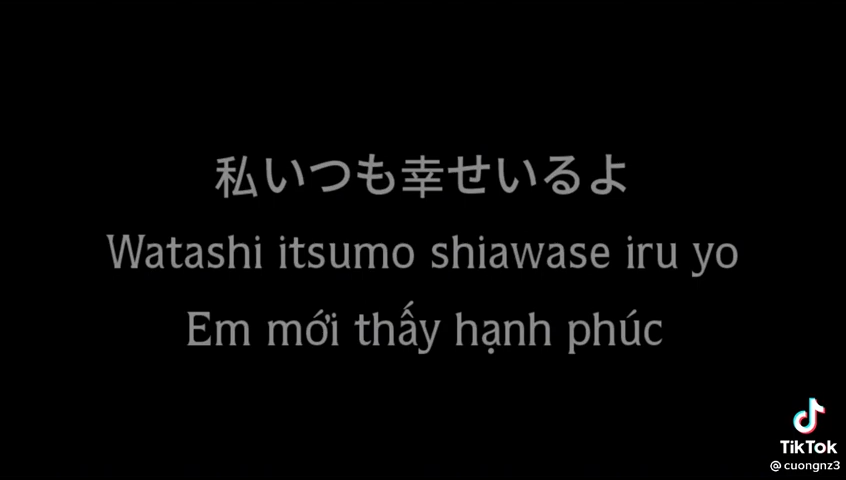 私いつも幸せいるよ
Watashi itsumo shiawase iru yo
Em mới thấy hạnh phúc
TikTok
@cuongnz3